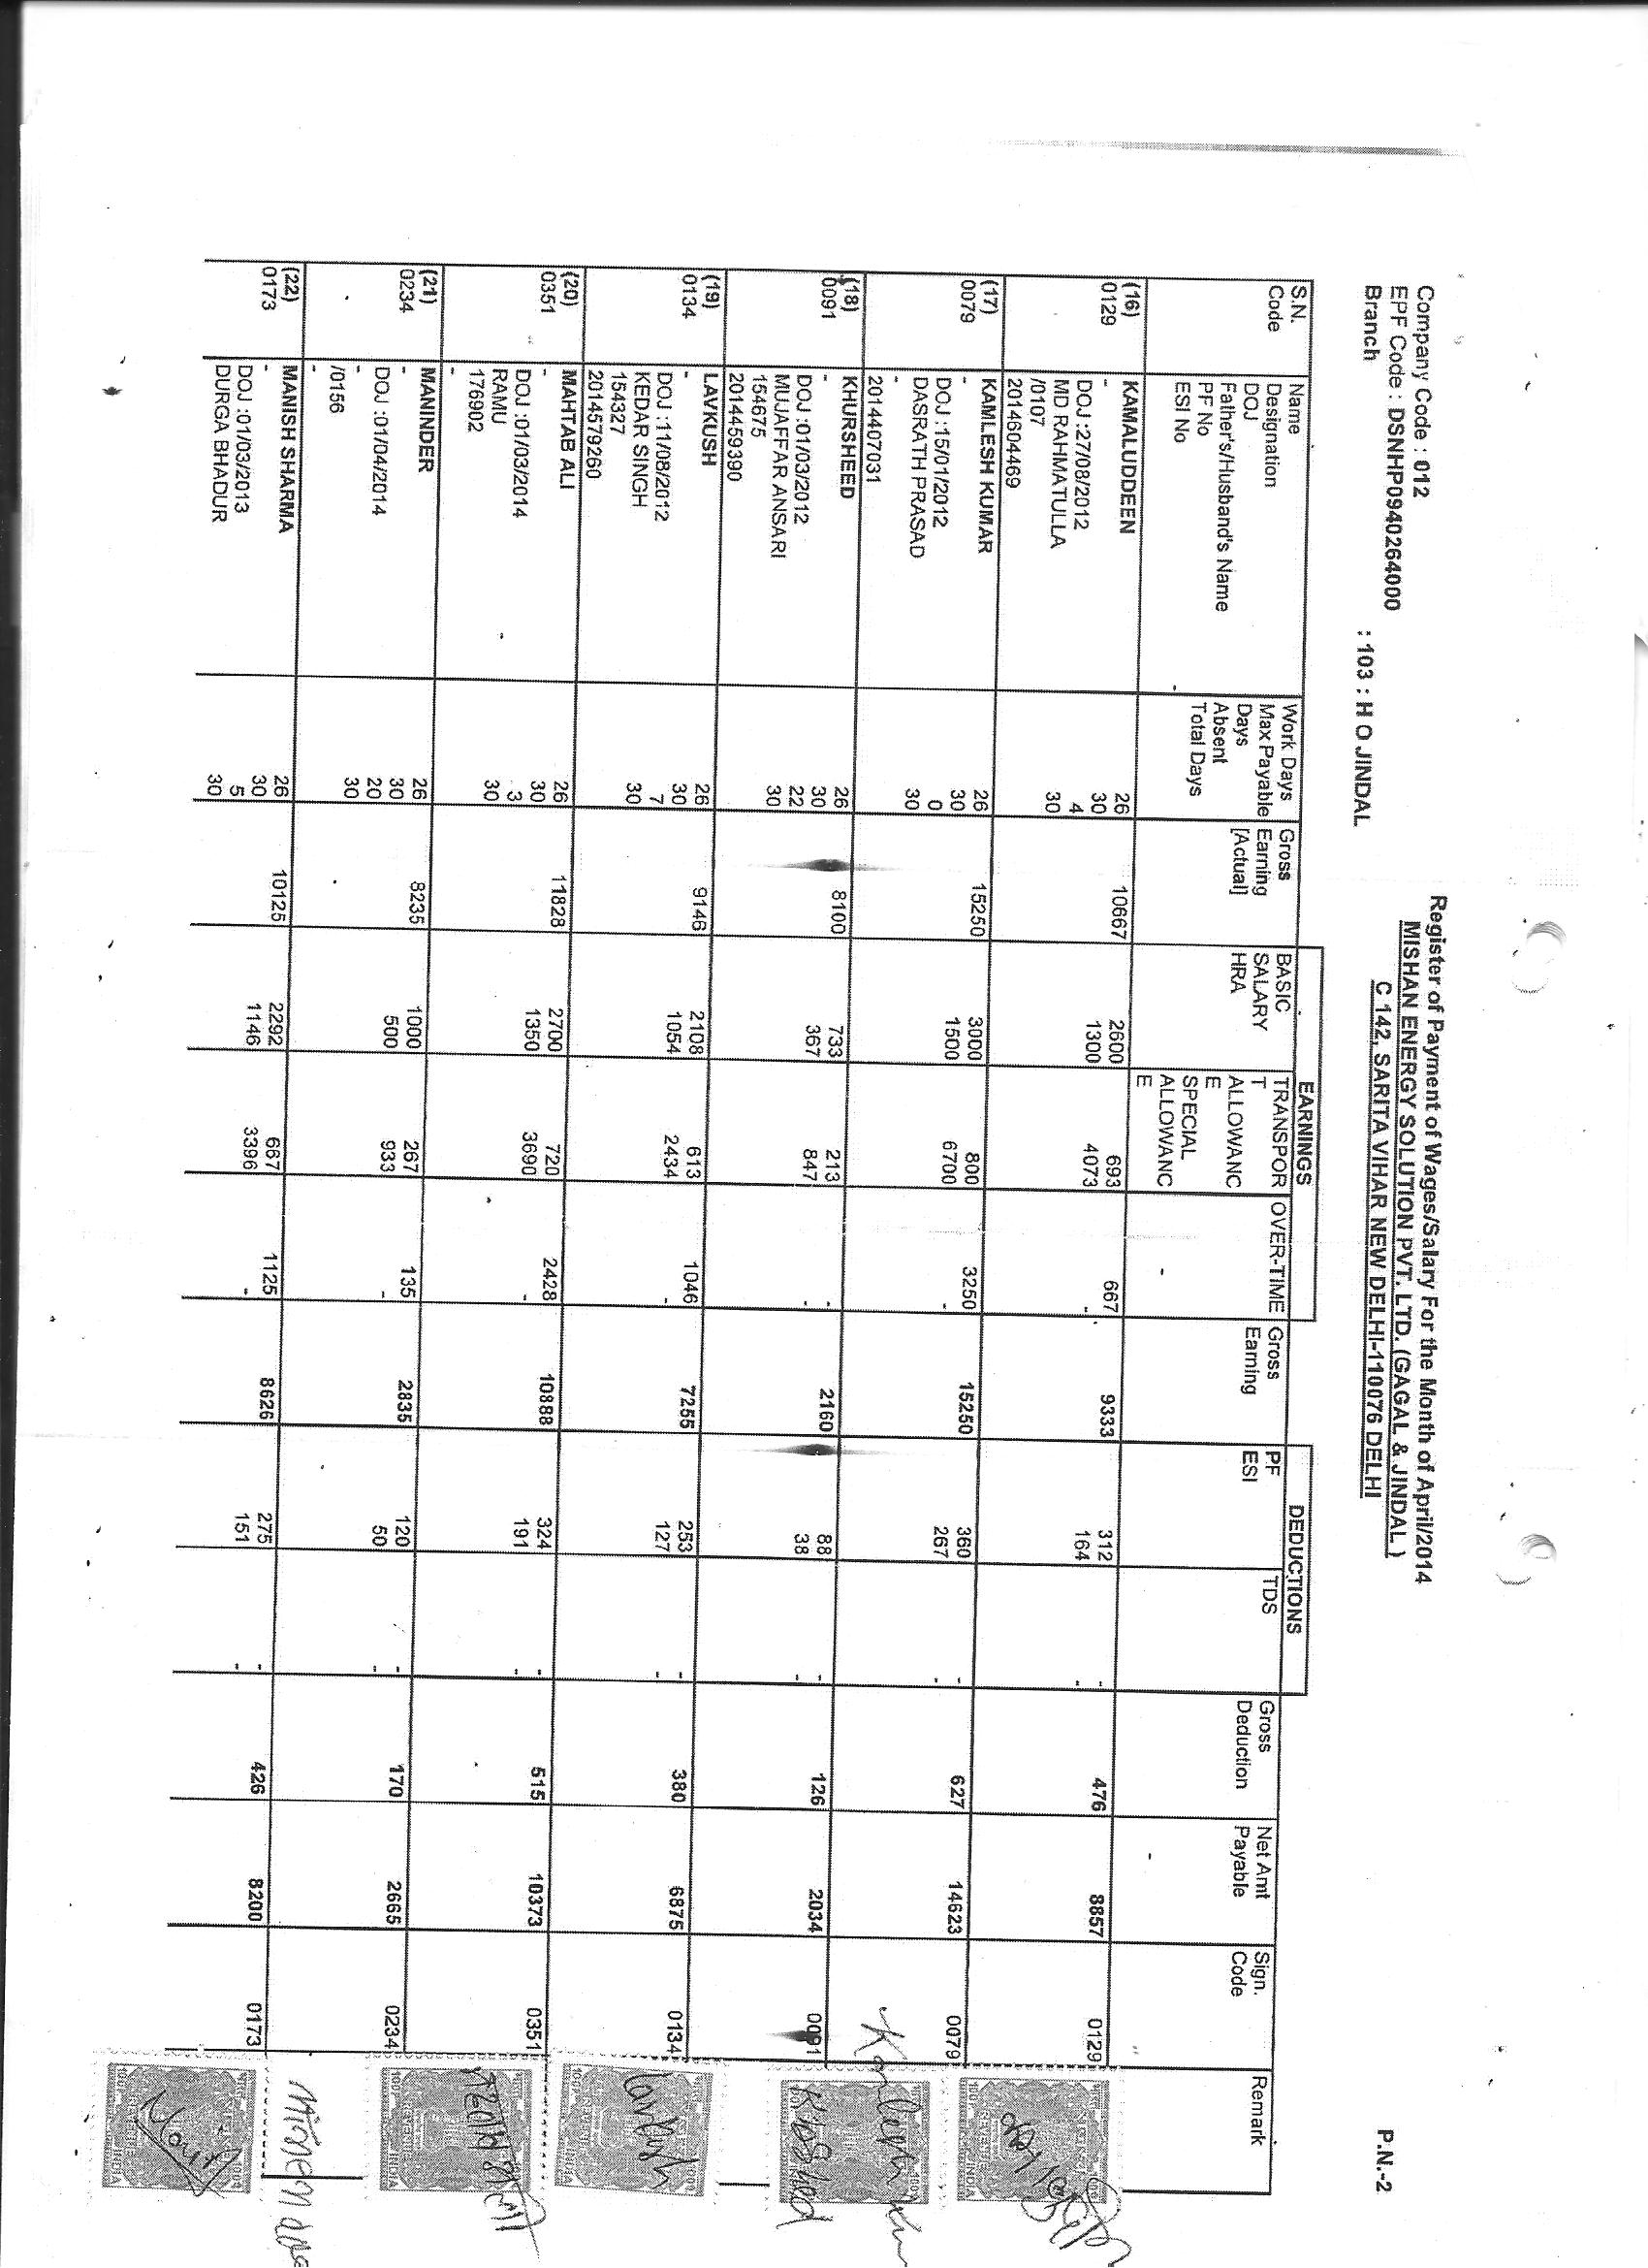 Register of Payment of Wages/Salary For the Month of April/2014
Company Code : 012
MISHAN ENERGY SOLUTION PVT. LTD. (GAGAL & JINDAL )
EPF Code : DSNHP0940264000
C 142, SARITA VIHAR NEW DELHI-110076 DELHI
P.N.-2
Branch : 103 : H O JINDAL
EARNINGS DEDUCTIONS
S.N. Name Work Days Gross BASIC TRANSPOR OVER-TIME Gross PF TDS Gross Net Amt Sign. Remark
Code Designation Max Payable Earning SALARY T Earning ESI Deduction Payable Code
DOJ Days [Actual] HRA ALLOWANC
Father's/Husband's Name Absent E
PF No Total Days SPECIAL
ESI No ALLOWANC
E
(16) KAMALUDDEEN 26 10667 2600 693 667 9333 312 - 476 8857 0129
0129 - 30 1300 4073 - 164 -
DOJ :27/08/2012 4
MD RAHMATULLA 30
/0107
2014604469
(17) KAMLESH KUMAR 26 15250 3000 800 3250 15250 360 - 627 14623 0079
0079 - 30 1500 6700 - 267 -
DOJ :15/01/2012 0
DASRATH PRASAD 30
-
2014407031
(18) KHURSHEED 26 8100 733 213 - 2160 88 - 126 2034 0091
0091 - 30 367 847 - 38 -
DOJ :01/03/2012 22
MUJAFFAR ANSARI 30
154675
2014459390
(19) LAVKUSH 26 9146 2108 613 1046 7255 253 - 380 6875 0134
0134 - 30 1054 2434 - 127 -
DOJ :11/08/2012 7
KEDAR SINGH 30
154327
2014579260
(20) MAHTAB ALI 26 11828 2700 720 2428 10888 324 - 515 10373 0351
0351 - 30 1350 3690 - 191 -
DOJ :01/03/2014 3
RAMU 30
176902
-
(21) MANINDER 26 8235 1000 267 135 2835 120 - 170 2665 0234
0234 - 30 500 933 - 50 -
DOJ :01/04/2014 20
- 30
/0156
-
(22) MANISH SHARMA 26 10125 2292 667 1125 8626 275 - 426 8200 0173
0173 - 30 1146 3396 - 151 -
DOJ :01/03/2013 5
DURGA BHADUR 30